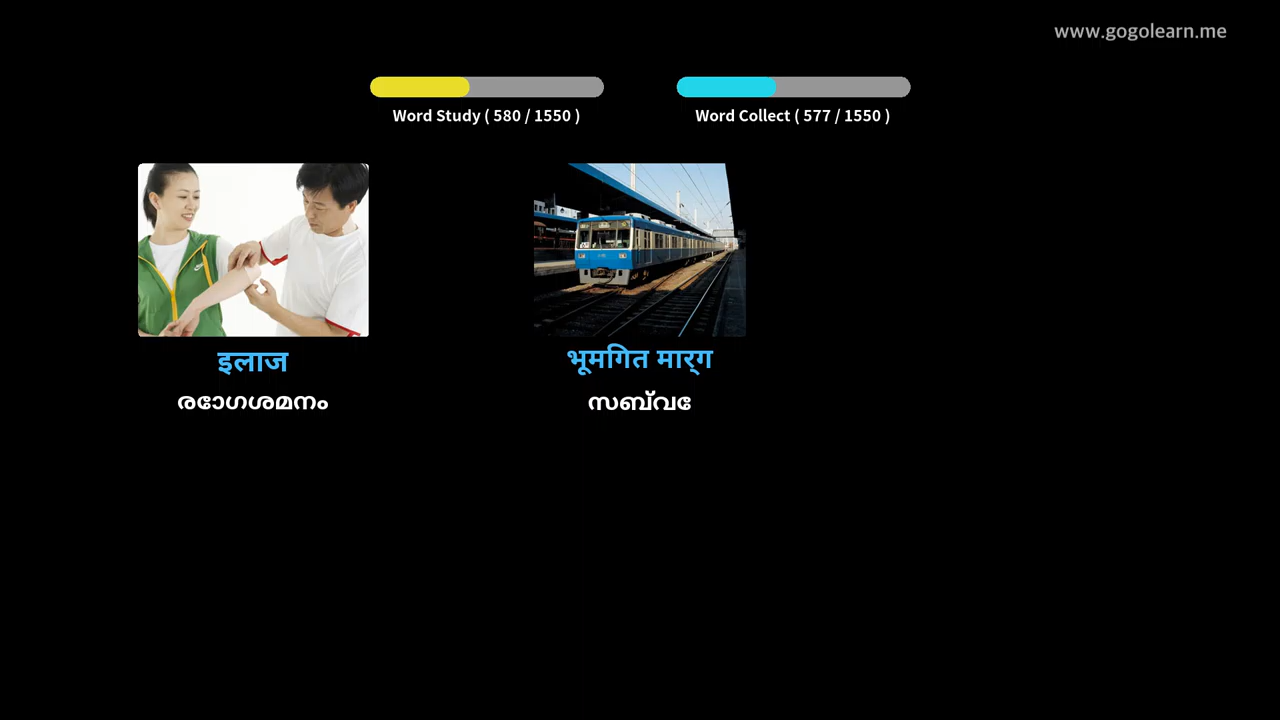 www.gogolearn.me
Word Study ( 580 / 1550 )
Word Collect ( 577 / 1550 )
इलाज
भूमगित मार्‌ग
രോഗശമനം
സബ്‌വേ